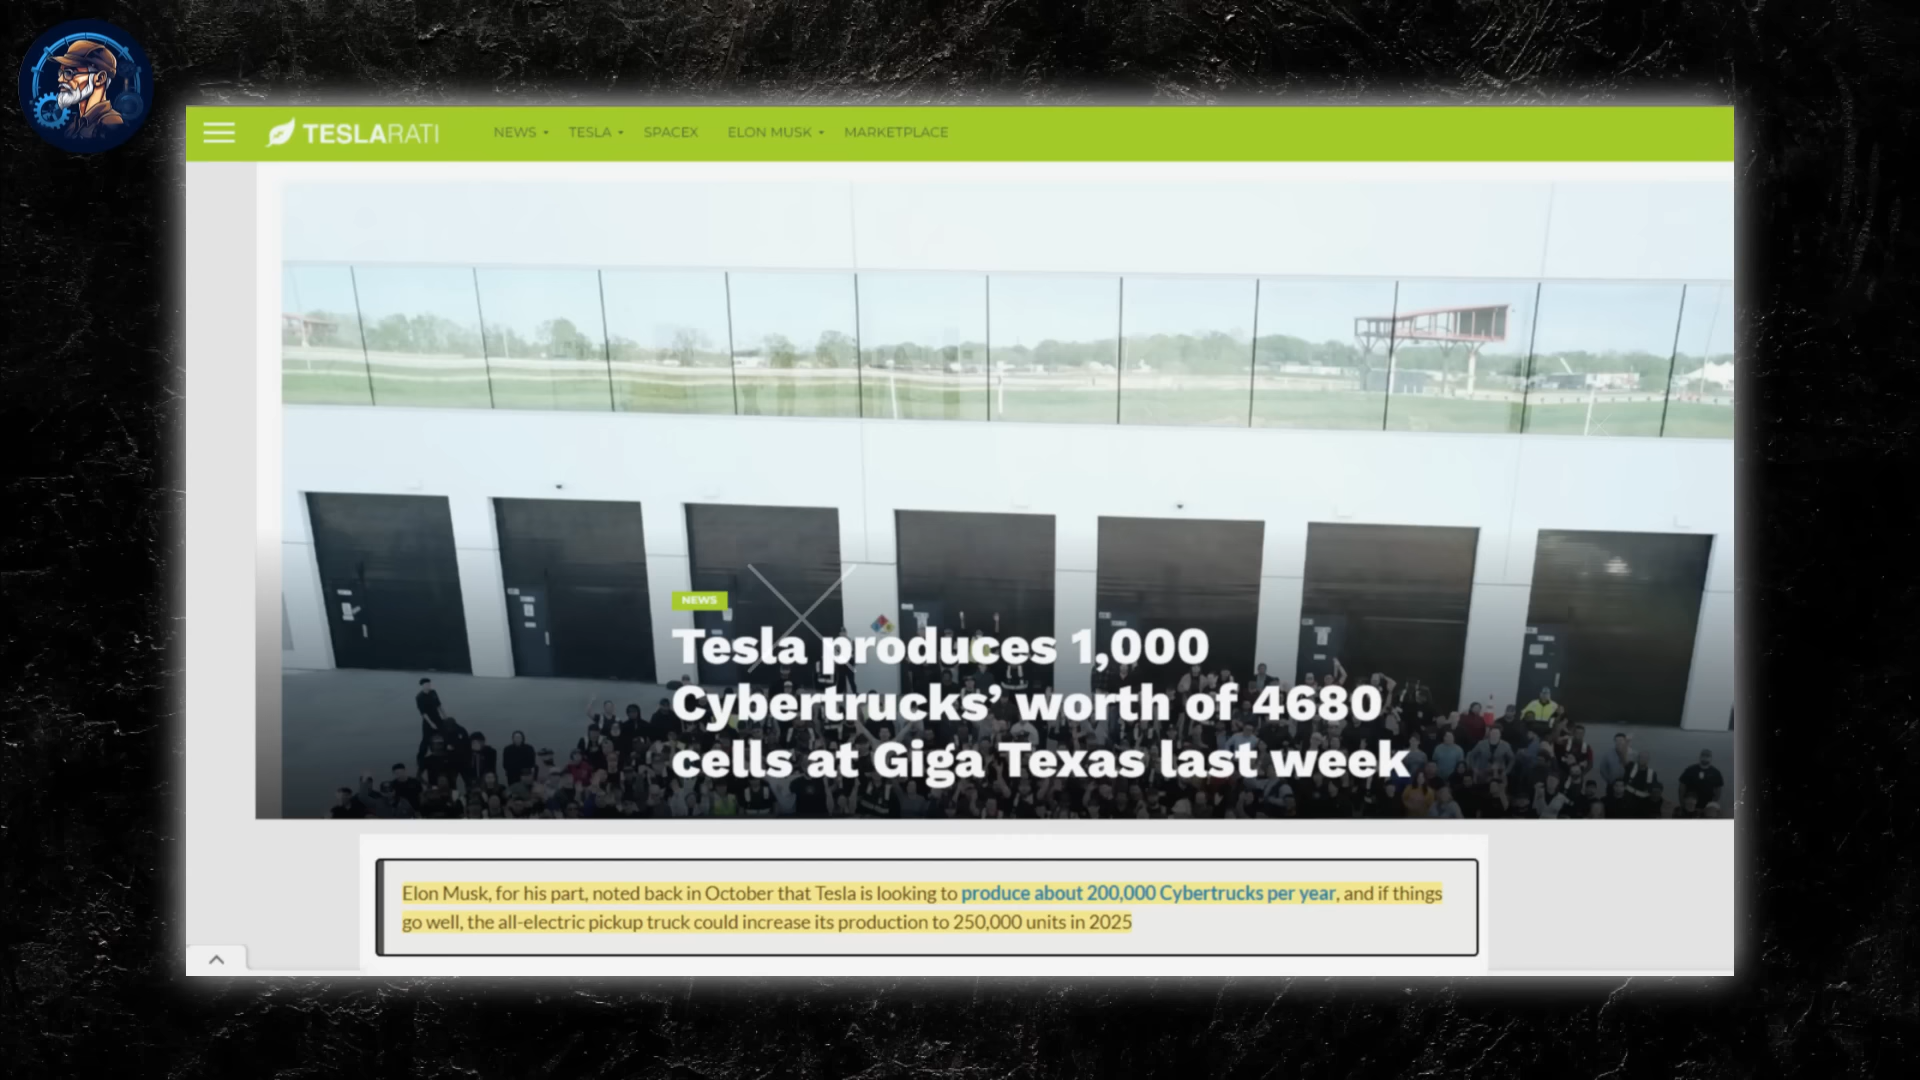 TESLARATI
NEWS TESLA SPACEX ELON MUSK MARKETPLACE
NEWS
Tesla produces 1,000
Cybertrucks’ worth of 4680
cells at Giga Texas last week
Elon Musk, for his part, noted back in October that Tesla is looking to produce about 200,000 Cybertrucks per year, and if things
go well, the all-electric pickup truck could increase its production to 250,000 units in 2025